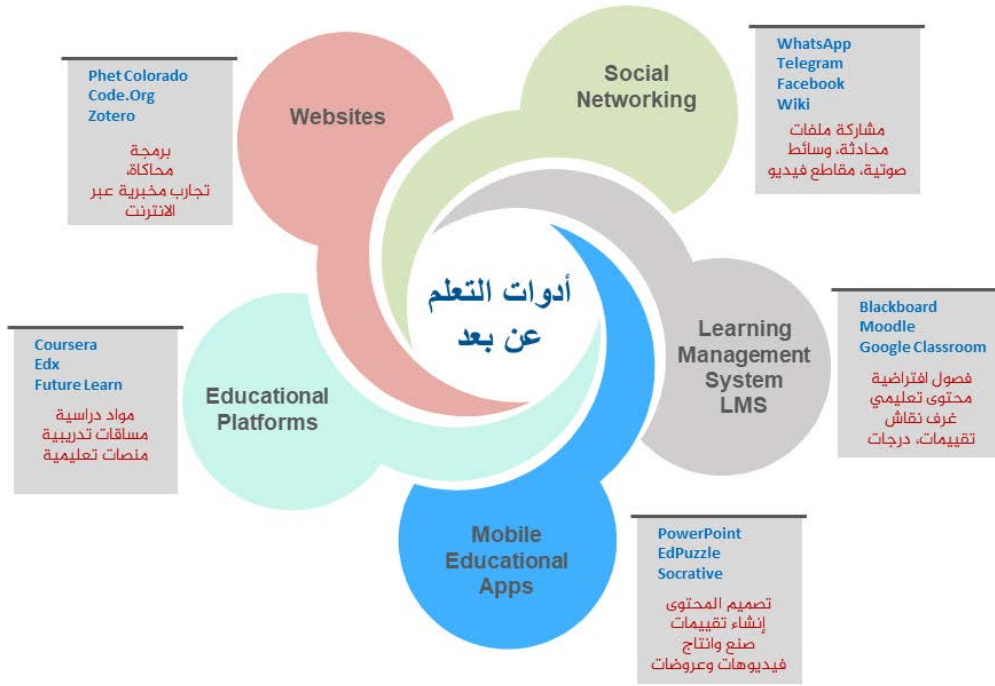 أدوات التعلم
عن بعد
Websites
Phet Colorado
Code.Org
Zotero
برمجة
محاكاة،
تجارب مخبرية عبر
الانترنت
Social
Networking
WhatsApp
Telegram
Facebook
Wiki
مشاركة ملفات
محادثة، وسائط
صوتية، مقاطع فيديو
Learning
Management
System
LMS
Blackboard
Moodle
Google Classroom
فصول افتراضية
محتوى تعليمي
غرف نقاش
تقييمات، درجات
Mobile
Educational
Apps
PowerPoint
EdPuzzle
Socrative
تصميم المحتوى
إنشاء تقييمات
صنع وانتاج
فيديوهات وعروضات
Educational
Platforms
Coursera
Edx
Future Learn
مواد دراسية
مساقات تدريبية
منصات تعليمية